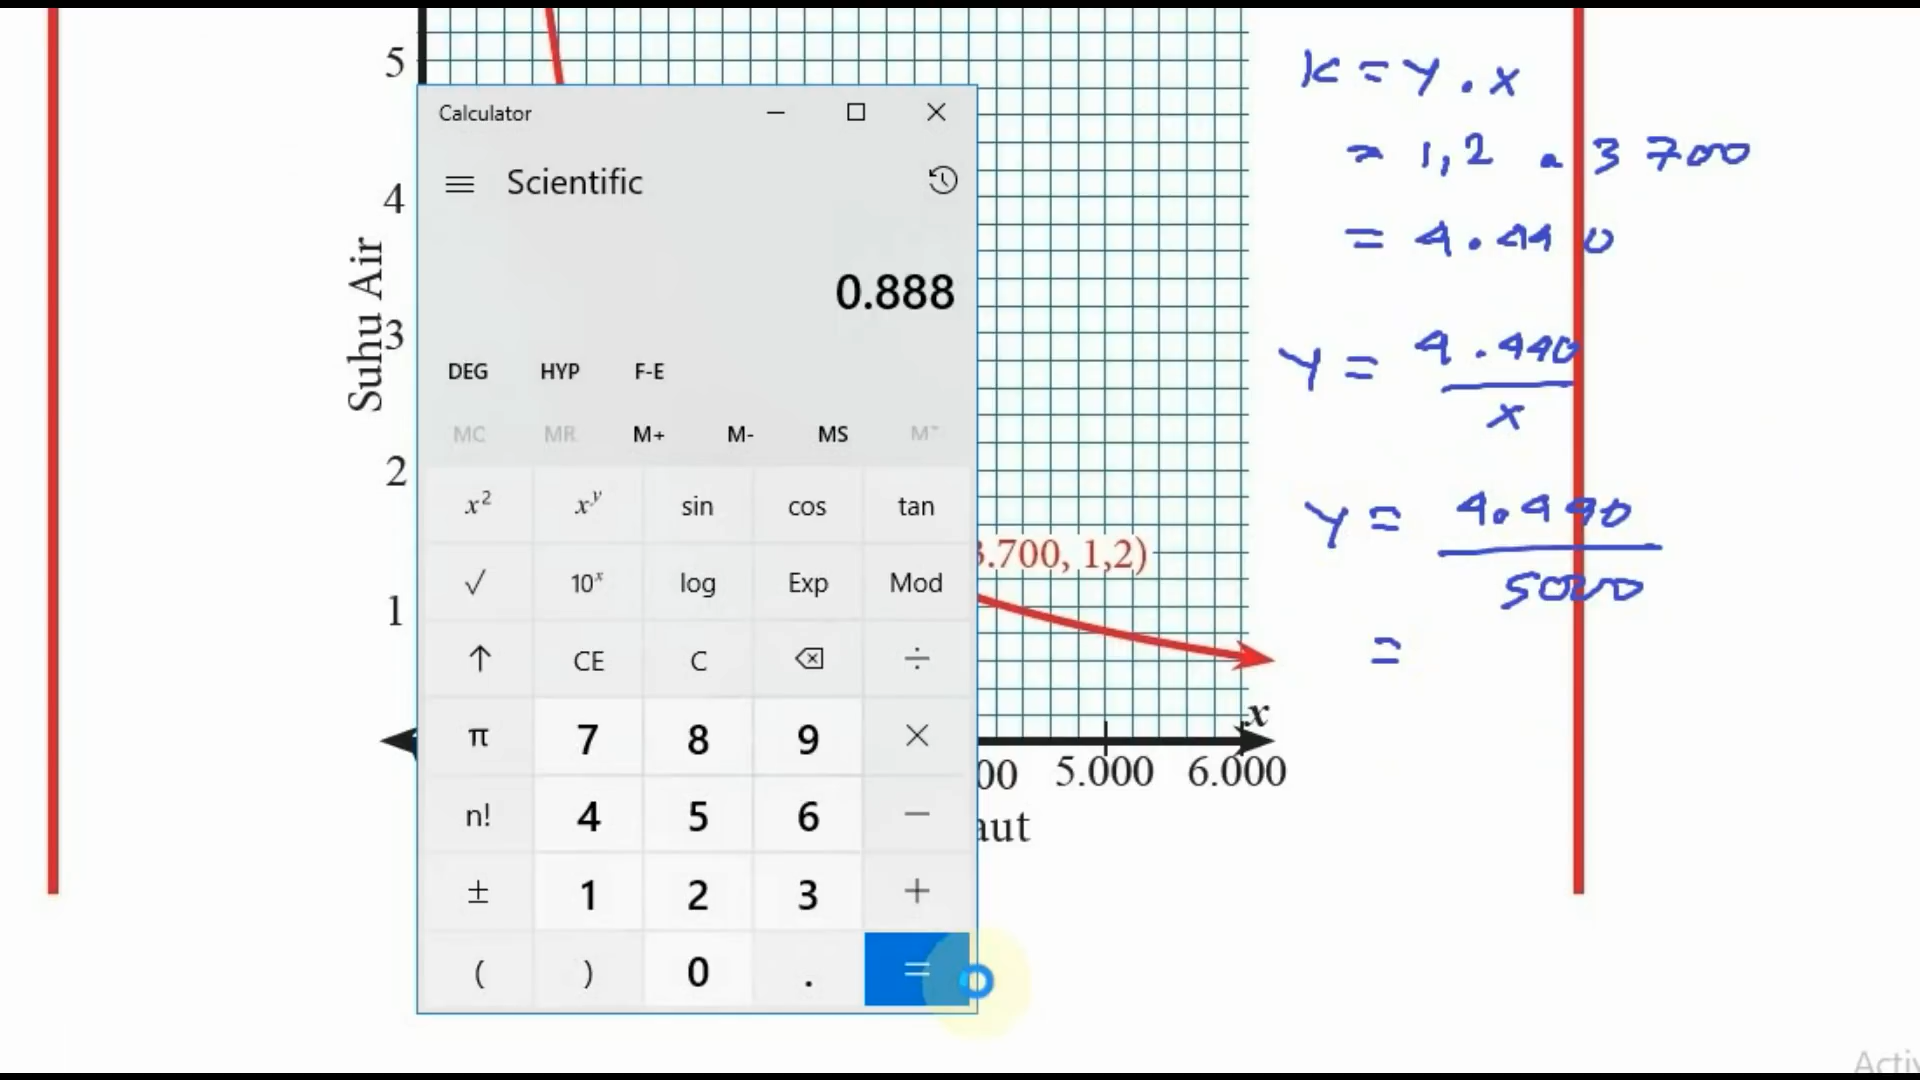 5
4
3
2
1
Suhu Air
Calculator
Scientific
0.888
DEG HYP F-E
MC MR M+ M- MS M˅
x² xʸ sin cos tan
√ 10ˣ log Exp Mod
↑ CE C ÷
π 7 8 9 ×
n! 4 5 6 −
± 1 2 3 +
( ) 0 . =
.700, 1,2)
x
00 5.000 6.000
aut
K = y . x
= 1,2 . 3 700
= 4.440
y = 4.440
x
y = 4.440
5000
=
Activ